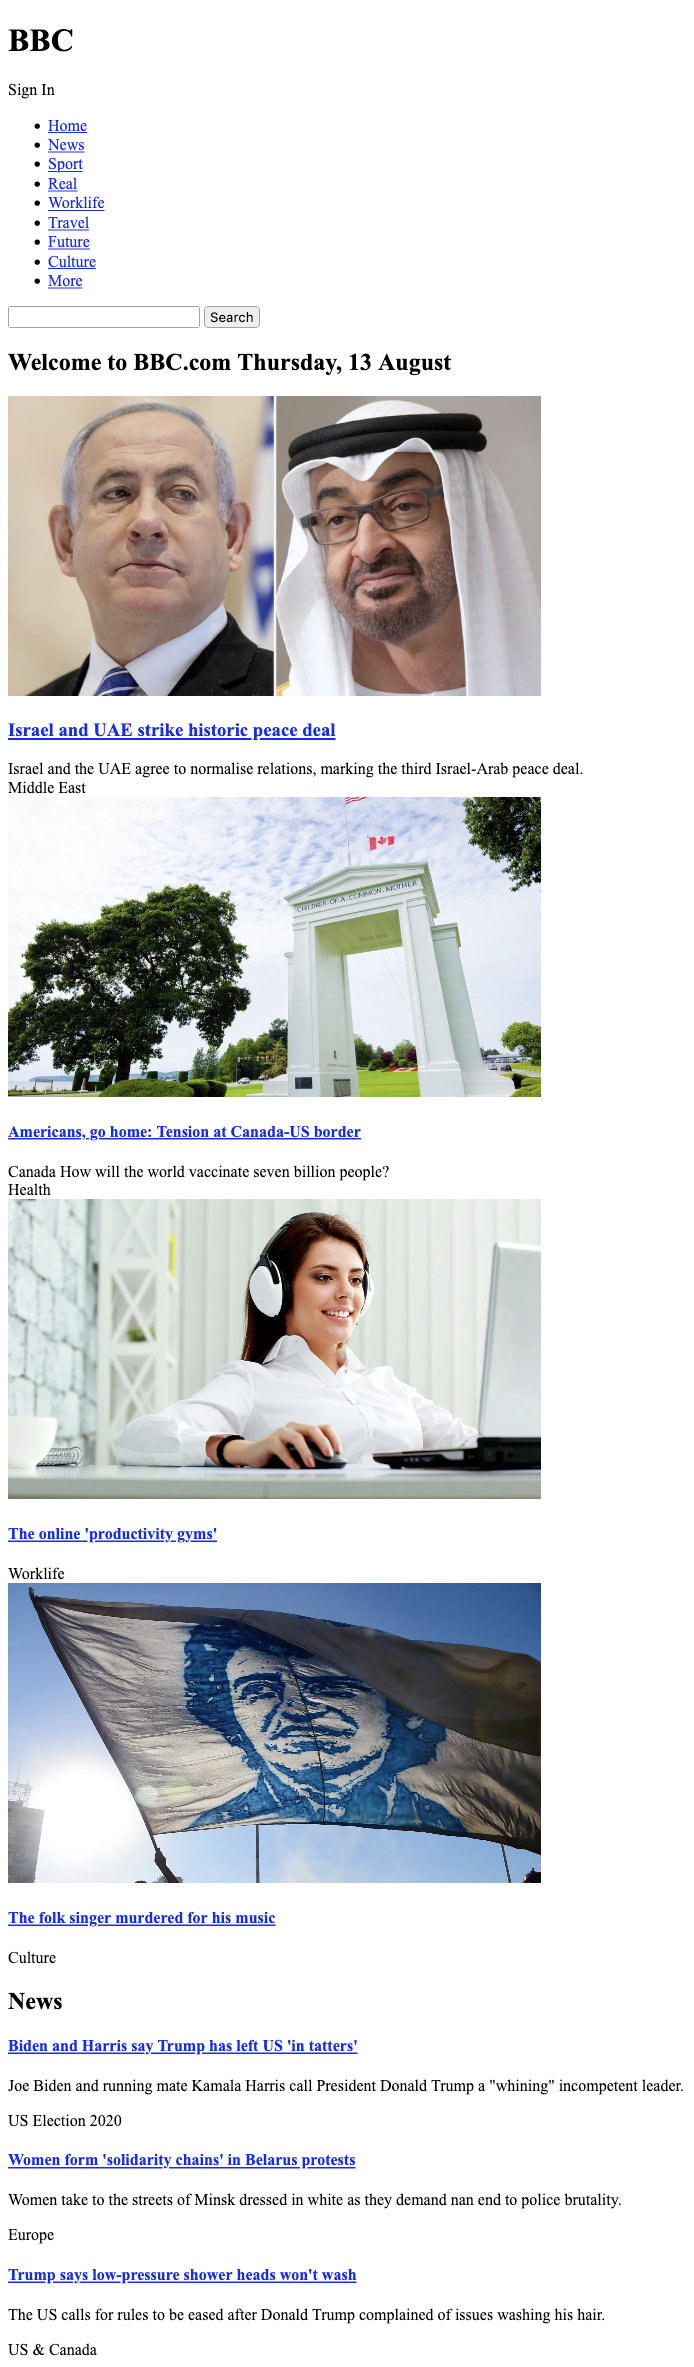 BBC
Sign In
Home
News
Sport
Real
Worklife
Travel
Future
Culture
More
Search
Welcome to BBC.com Thursday, 13 August
Israel and UAE strike historic peace deal
Israel and the UAE agree to normalise relations, marking the third Israel-Arab peace deal.
Middle East
CHILDREN·OF·A·COMMON·MOTHER
Americans, go home: Tension at Canada-US border
Canada How will the world vaccinate seven billion people?
Health
The online 'productivity gyms'
Worklife
The folk singer murdered for his music
Culture
News
Biden and Harris say Trump has left US 'in tatters'
Joe Biden and running mate Kamala Harris call President Donald Trump a "whining" incompetent leader.
US Election 2020
Women form 'solidarity chains' in Belarus protests
Women take to the streets of Minsk dressed in white as they demand nan end to police brutality.
Europe
Trump says low-pressure shower heads won't wash
The US calls for rules to be eased after Donald Trump complained of issues washing his hair.
US & Canada